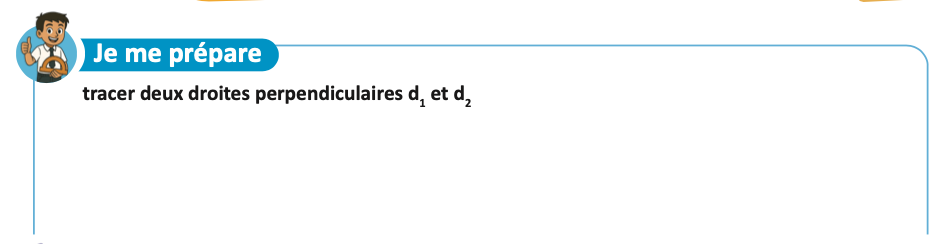 Je me prépare
tracer deux droites perpendiculaires d₁ et d₂